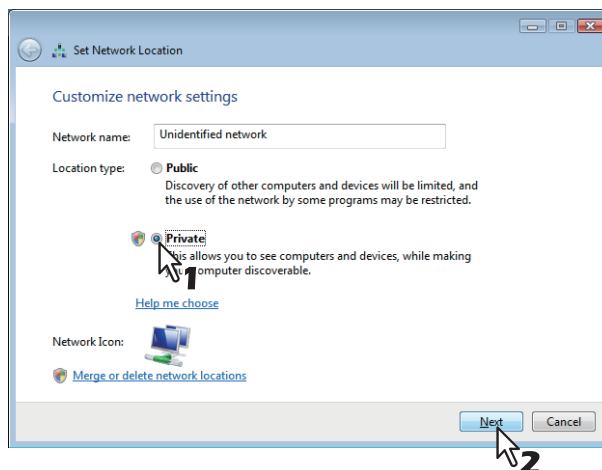 Set Network Location
Customize network settings
Network name: Unidentified network
Location type: Public
Discovery of other computers and devices will be limited, and
the use of the network by some programs may be restricted.
Private
This allows you to see computers and devices, while making
your computer discoverable.
1
Help me choose
Network Icon:
Merge or delete network locations
Next Cancel
2